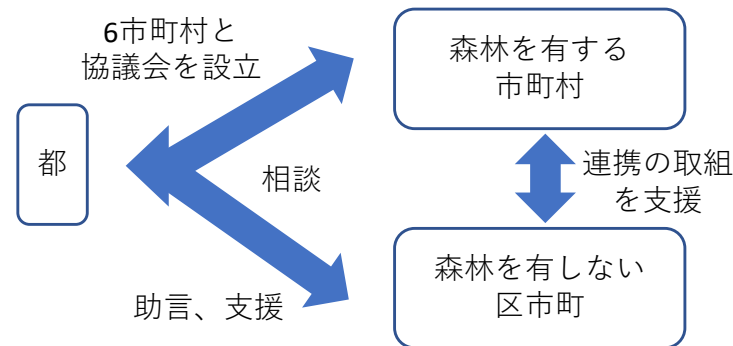 6市町村と
協議会を設立
森林を有する
市町村
都
相談
連携の取組
を支援
助言、支援
森林を有しない
区市町